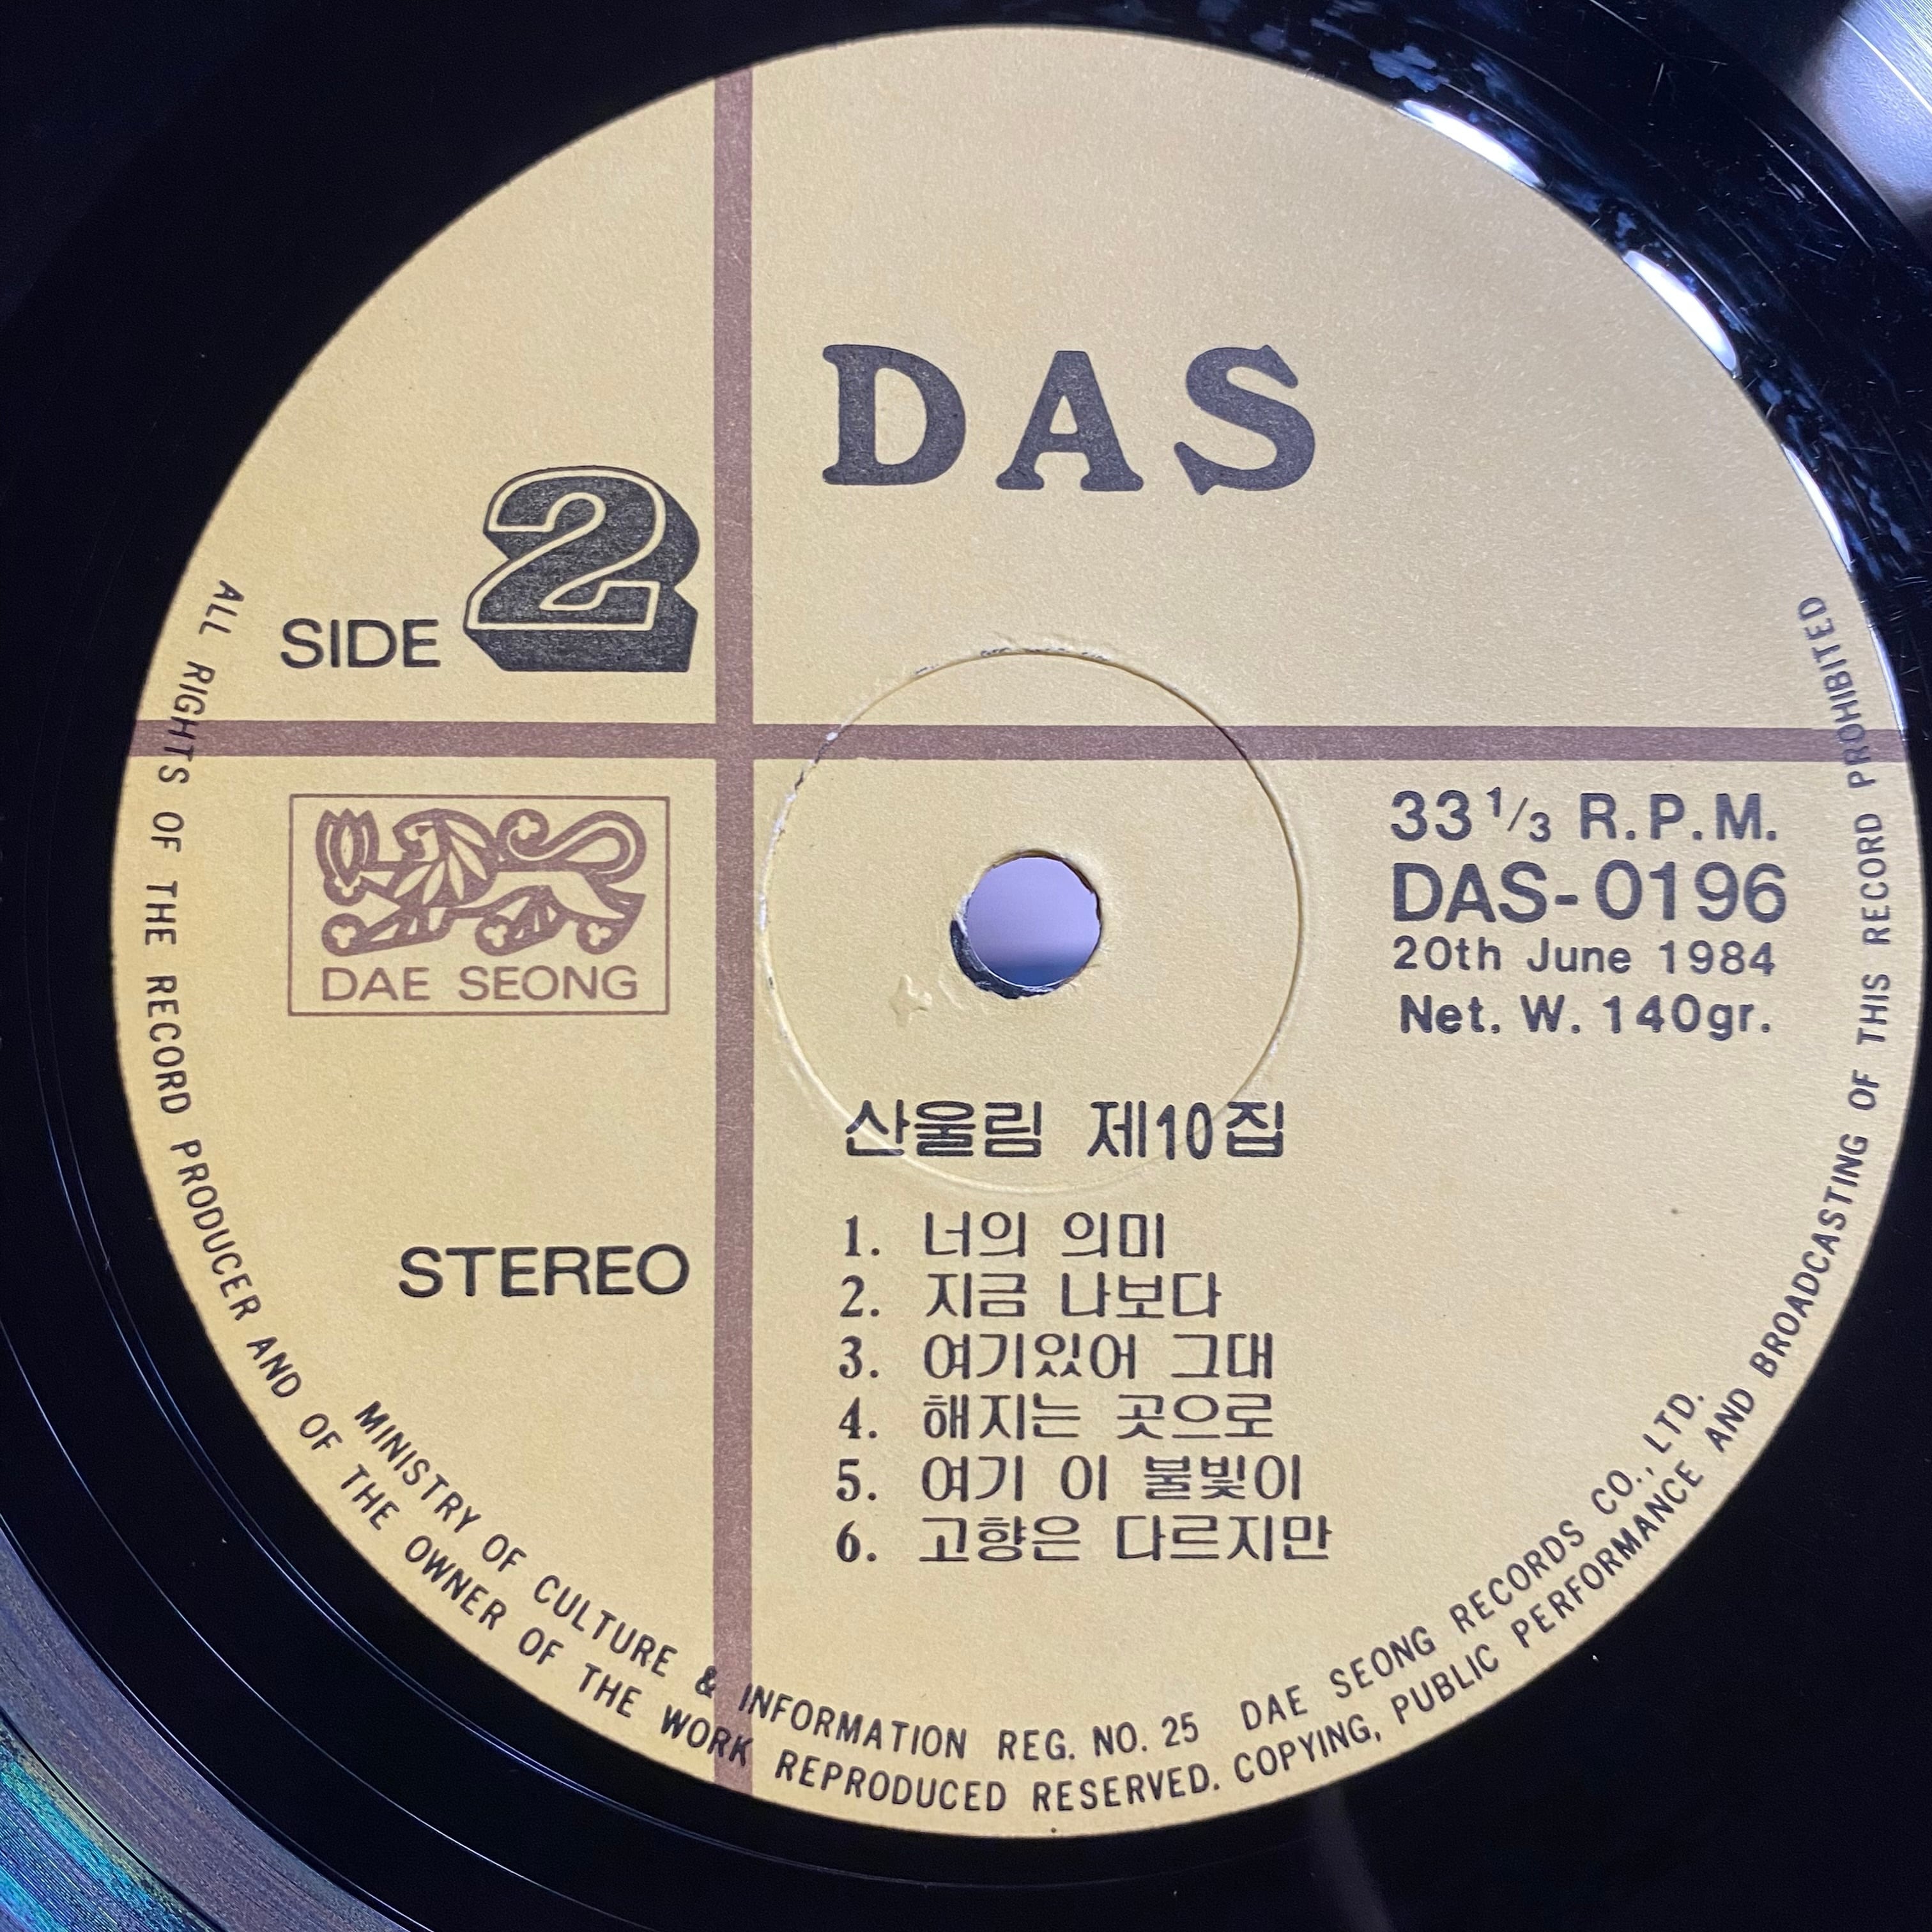 DAS
SIDE 2
DAE SEONG
33 1/3 R.P.M.
DAS-0196
20th June 1984
Net. W. 140gr.
산울림 제10집
STEREO
1. 너의 의미
2. 지금 나보다
3. 여기있어 그대
4. 해지는 곳으로
5. 여기 이 불빛이
6. 고향은 다르지만
MINISTRY OF CULTURE & INFORMATION REG. NO. 25 DAE SEONG RECORDS CO., LTD.
ALL RIGHTS OF THE RECORD PRODUCER AND OF THE OWNER OF THE WORK REPRODUCED RESERVED. COPYING, PUBLIC PERFORMANCE AND BROADCASTING OF THIS RECORD PROHIBITED